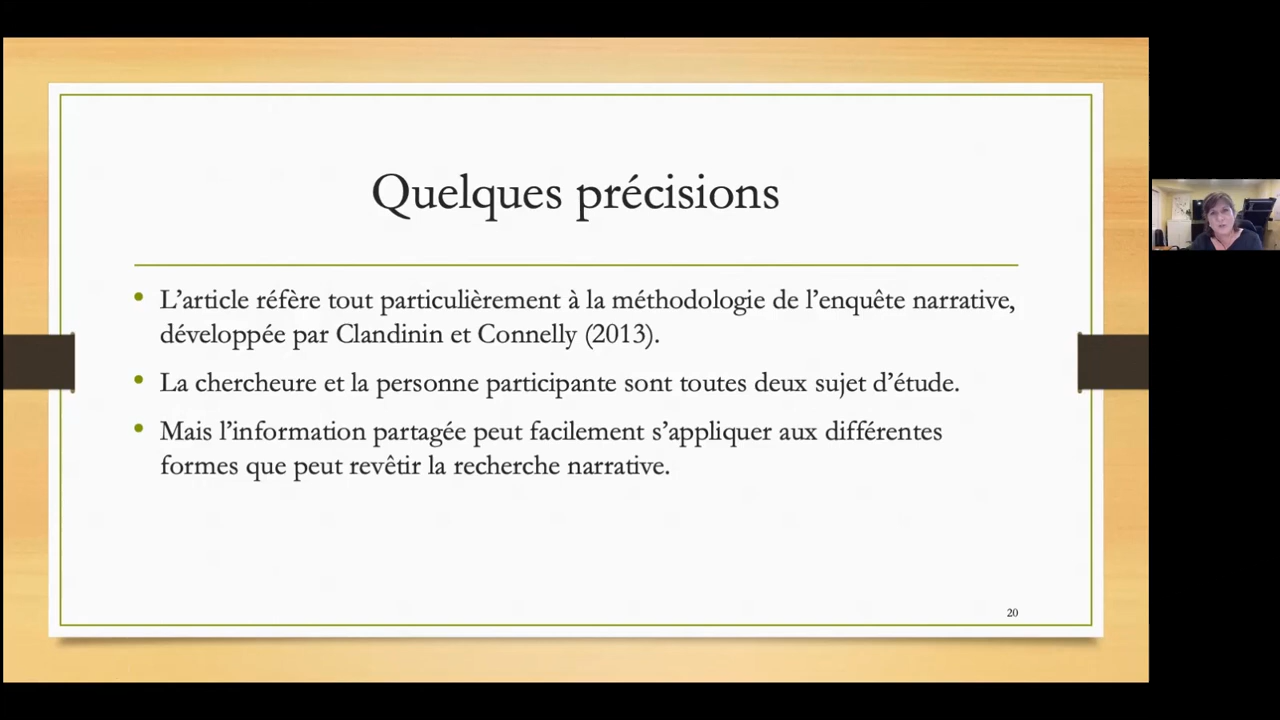 Quelques précisions
• L’article réfère tout particulièrement à la méthodologie de l’enquête narrative,
développée par Clandinin et Connelly (2013).
• La chercheure et la personne participante sont toutes deux sujet d’étude.
• Mais l’information partagée peut facilement s’appliquer aux différentes
formes que peut revêtir la recherche narrative.
20